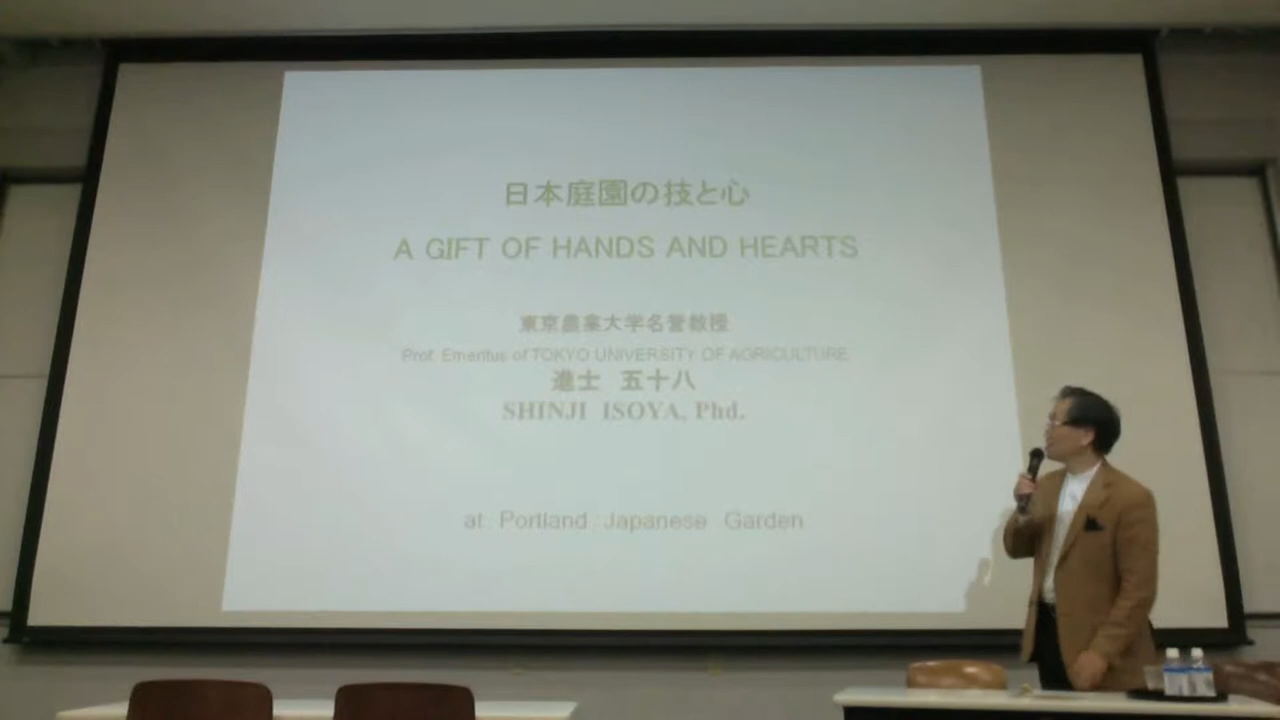 日本庭園の技と心
A GIFT OF HANDS AND HEARTS
東京農業大学名誉教授
Prof. Emeritus of TOKYO UNIVERSITY OF AGRICULTURE
進士 五十八
SHINJI ISOYA, Phd.
at Portland Japanese Garden